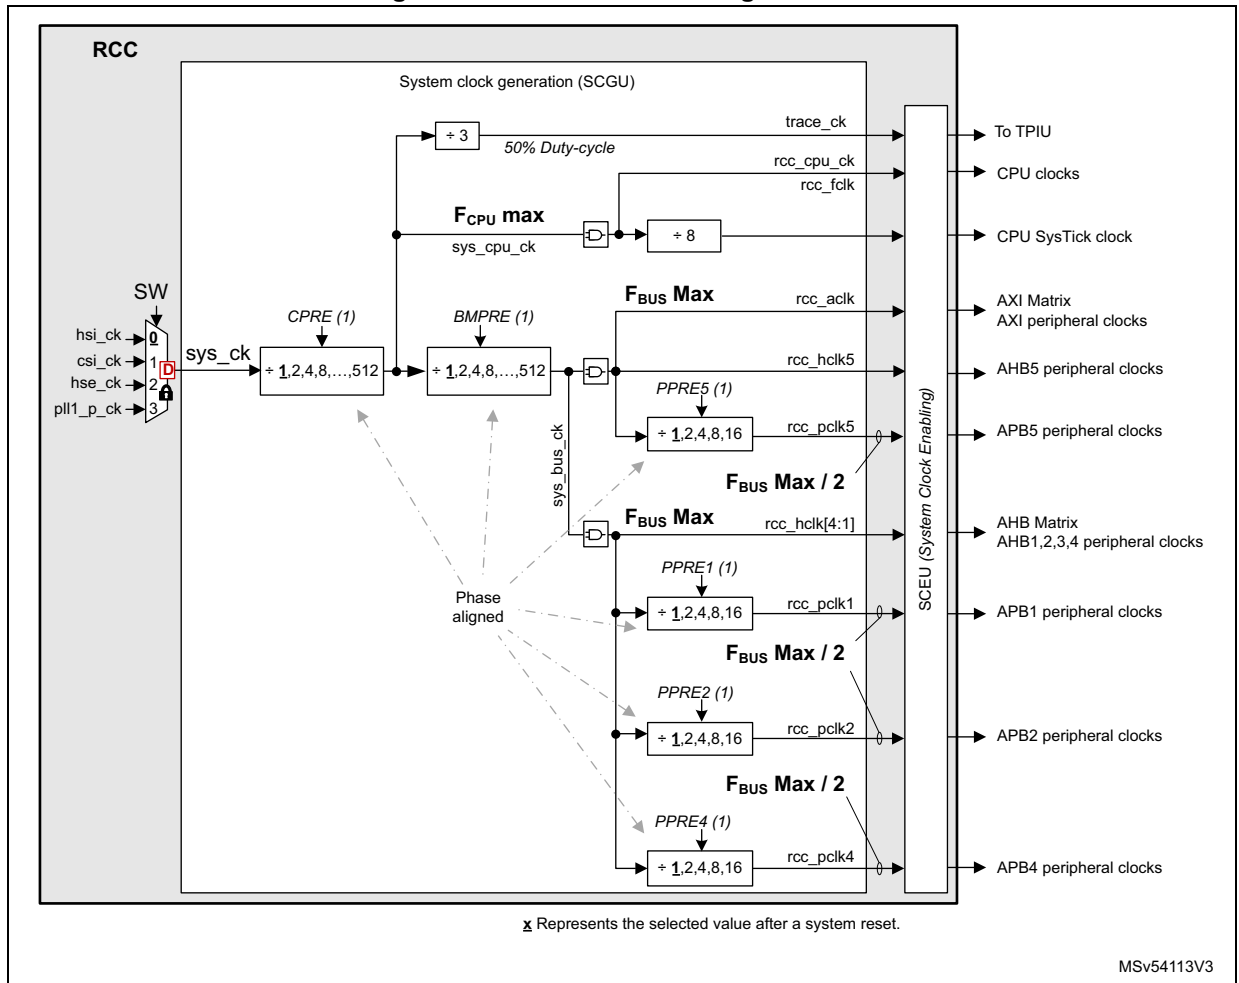 RCC
System clock generation (SCGU)
÷ 3
trace_ck
50% Duty-cycle
To TPIU
rcc_cpu_ck
rcc_fclk
CPU clocks
F_CPU max
sys_cpu_ck
÷ 8
CPU SysTick clock
SW
hsi_ck
0
csi_ck
1
D
hse_ck
2
pll1_p_ck
3
sys_ck
CPRE (1)
÷ 1,2,4,8,...,512
BMPRE (1)
÷ 1,2,4,8,...,512
F_BUS Max
rcc_aclk
AXI Matrix
AXI peripheral clocks
rcc_hclk5
AHB5 peripheral clocks
PPRE5 (1)
÷ 1,2,4,8,16
rcc_pclk5
APB5 peripheral clocks
F_BUS Max / 2
sys_bus_ck
F_BUS Max
rcc_hclk[4:1]
AHB Matrix
AHB1,2,3,4 peripheral clocks
PPRE1 (1)
÷ 1,2,4,8,16
rcc_pclk1
APB1 peripheral clocks
F_BUS Max / 2
Phase
aligned
PPRE2 (1)
÷ 1,2,4,8,16
rcc_pclk2
APB2 peripheral clocks
F_BUS Max / 2
PPRE4 (1)
÷ 1,2,4,8,16
rcc_pclk4
APB4 peripheral clocks
SCEU (System Clock Enabling)
x Represents the selected value after a system reset.
MSv54113V3